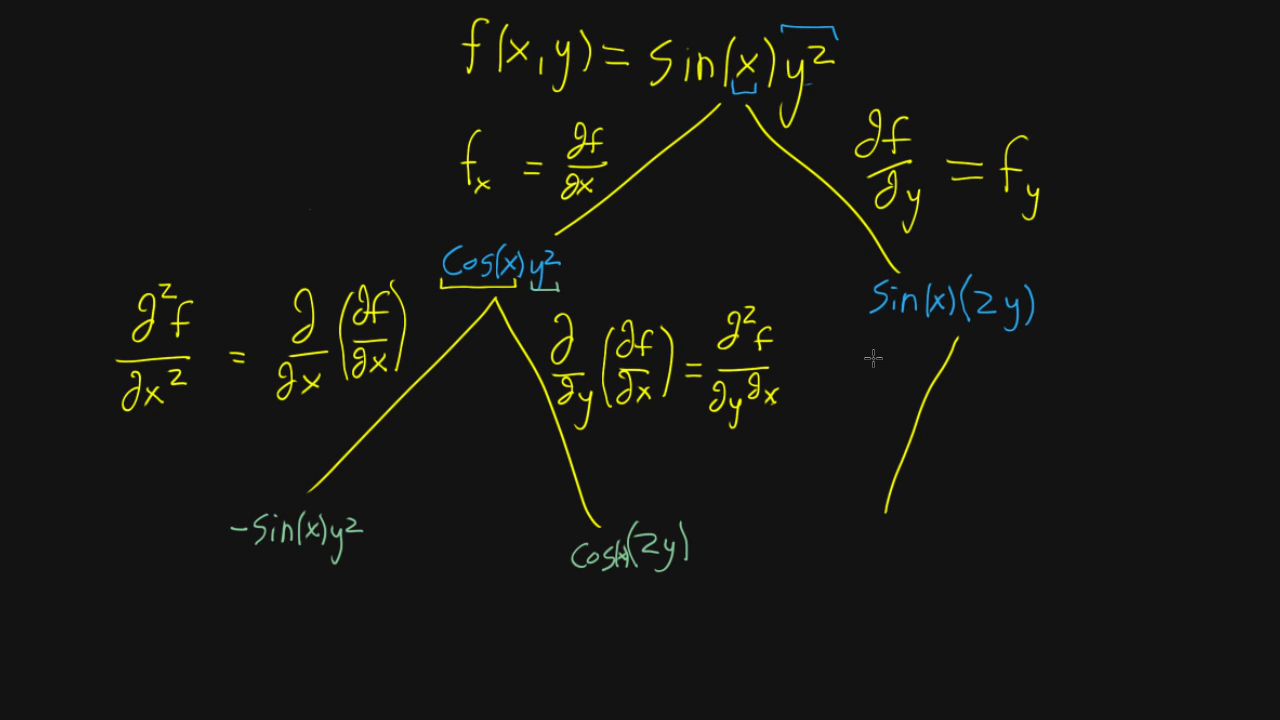 f(x,y) = Sin(x)y²
fₓ = ∂f/∂x
∂f/∂y = f_y
Cos(x)y²
Sin(x)(2y)
∂²f/∂x² = ∂/∂x (∂f/∂x)
∂/∂y (∂f/∂x) = ∂²f/∂y∂x
-Sin(x)y²
Cos(x)(2y)